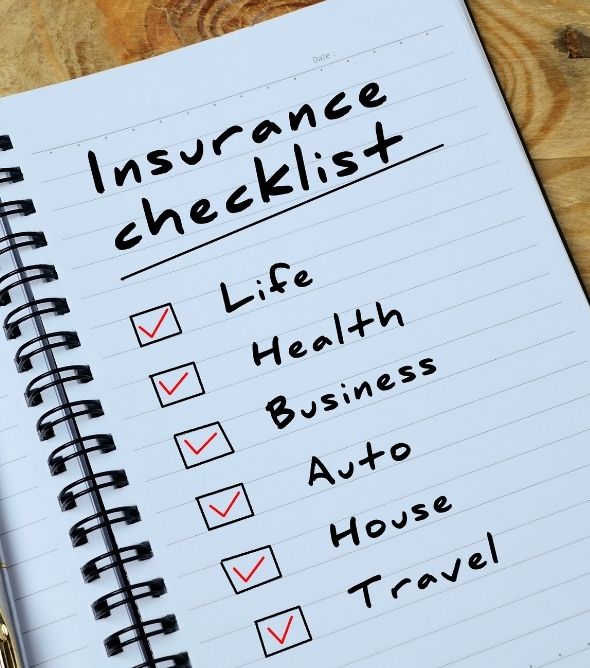 Date :
Insurance
checklist
Life
Health
Business
Auto
House
Travel